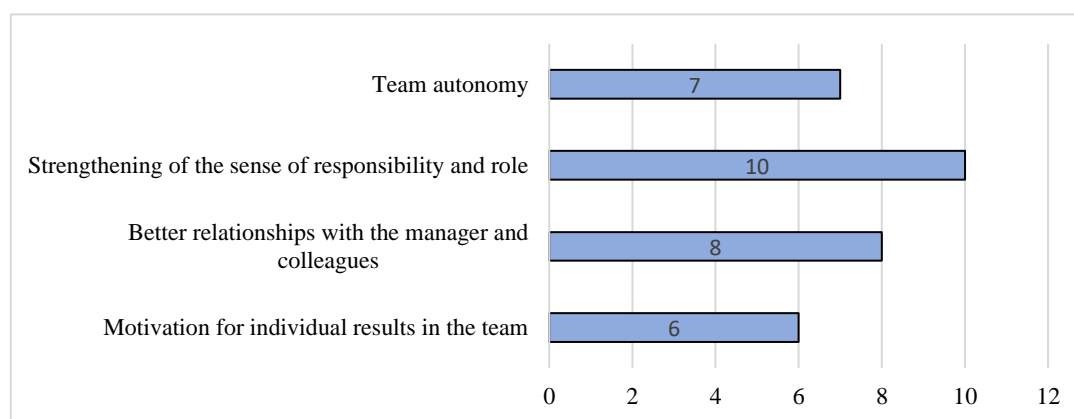 Team autonomy
7
Strengthening of the sense of responsibility and role
10
Better relationships with the manager and
colleagues
8
Motivation for individual results in the team
6
0 2 4 6 8 10 12